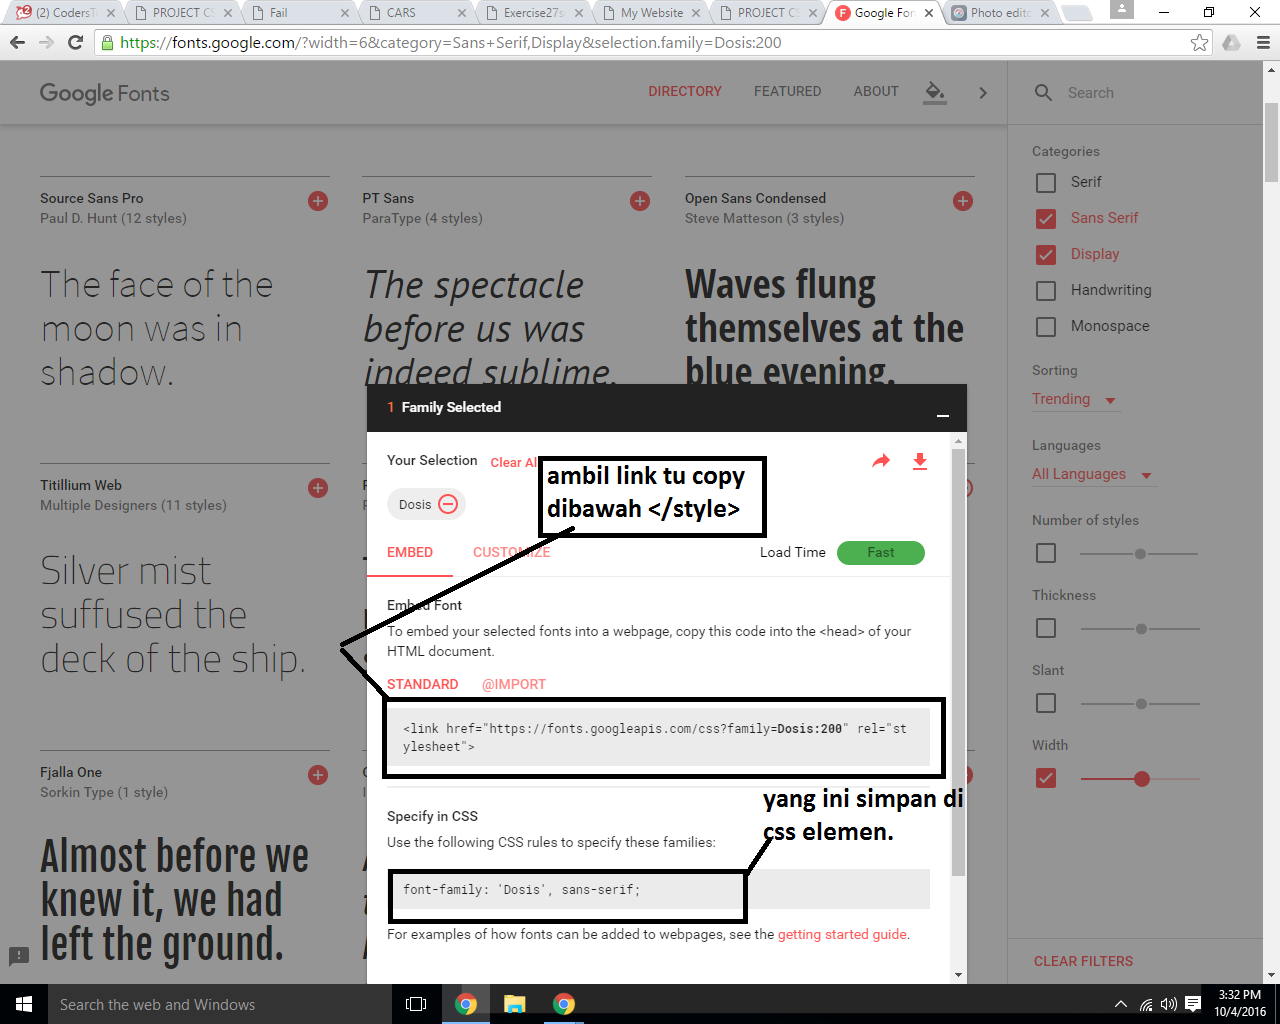 (2) CodersT
PROJECT CS
Fail
CARS
Exercise27s
My Website
PROJECT CS
Google Fon
Photo edito
https://fonts.google.com/?width=6&category=Sans+Serif,Display&selection.family=Dosis:200
Google Fonts
DIRECTORY
FEATURED
ABOUT
Search
Categories
Serif
Sans Serif
Display
Handwriting
Monospace
Sorting
Trending
Languages
All Languages
Number of styles
Thickness
Slant
Width
CLEAR FILTERS
Source Sans Pro
Paul D. Hunt (12 styles)
The face of the
moon was in
shadow.
PT Sans
ParaType (4 styles)
The spectacle
before us was
indeed sublime.
Open Sans Condensed
Steve Matteson (3 styles)
Waves flung
themselves at the
blue evening.
Titillium Web
Multiple Designers (11 styles)
Silver mist
suffused the
deck of the ship.
Fjalla One
Sorkin Type (1 style)
Almost before we
knew it, we had
left the ground.
1 Family Selected
Your Selection
Clear Al
ambil link tu copy
dibawah </style>
Dosis
EMBED
CUSTOMIZE
Load Time
Fast
Embed Font
To embed your selected fonts into a webpage, copy this code into the <head> of your
HTML document.
STANDARD
@IMPORT
<link href="https://fonts.googleapis.com/css?family=Dosis:200" rel="st
ylesheet">
yang ini simpan di
css elemen.
Specify in CSS
Use the following CSS rules to specify these families:
font-family: 'Dosis', sans-serif;
For examples of how fonts can be added to webpages, see the getting started guide.
Search the web and Windows
3:32 PM
10/4/2016